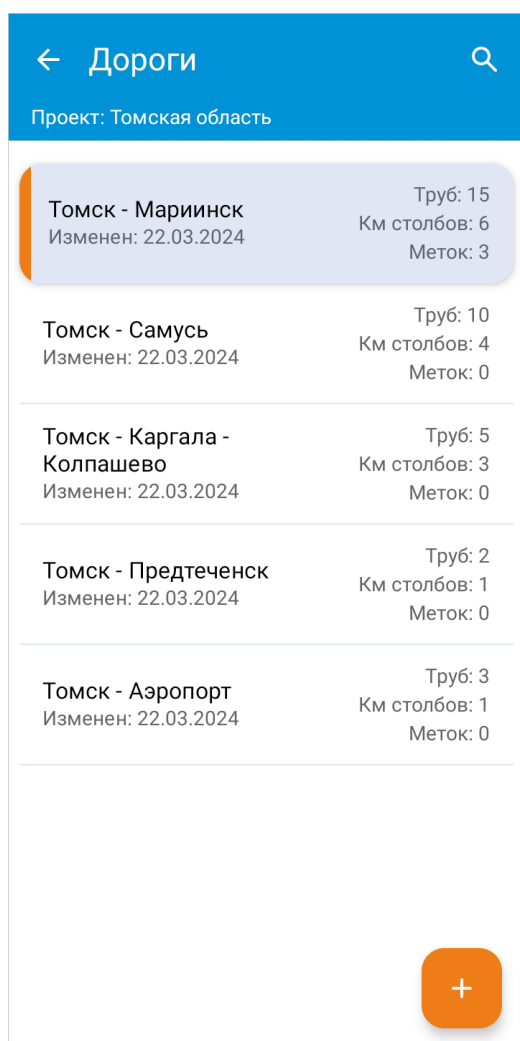 Дороги
Проект: Томская область
Томск - Мариинск
Изменен: 22.03.2024
Труб: 15
Км столбов: 6
Меток: 3
Томск - Самусь
Изменен: 22.03.2024
Труб: 10
Км столбов: 4
Меток: 0
Томск - Каргала -
Колпашево
Изменен: 22.03.2024
Труб: 5
Км столбов: 3
Меток: 0
Томск - Предтеченск
Изменен: 22.03.2024
Труб: 2
Км столбов: 1
Меток: 0
Томск - Аэропорт
Изменен: 22.03.2024
Труб: 3
Км столбов: 1
Меток: 0